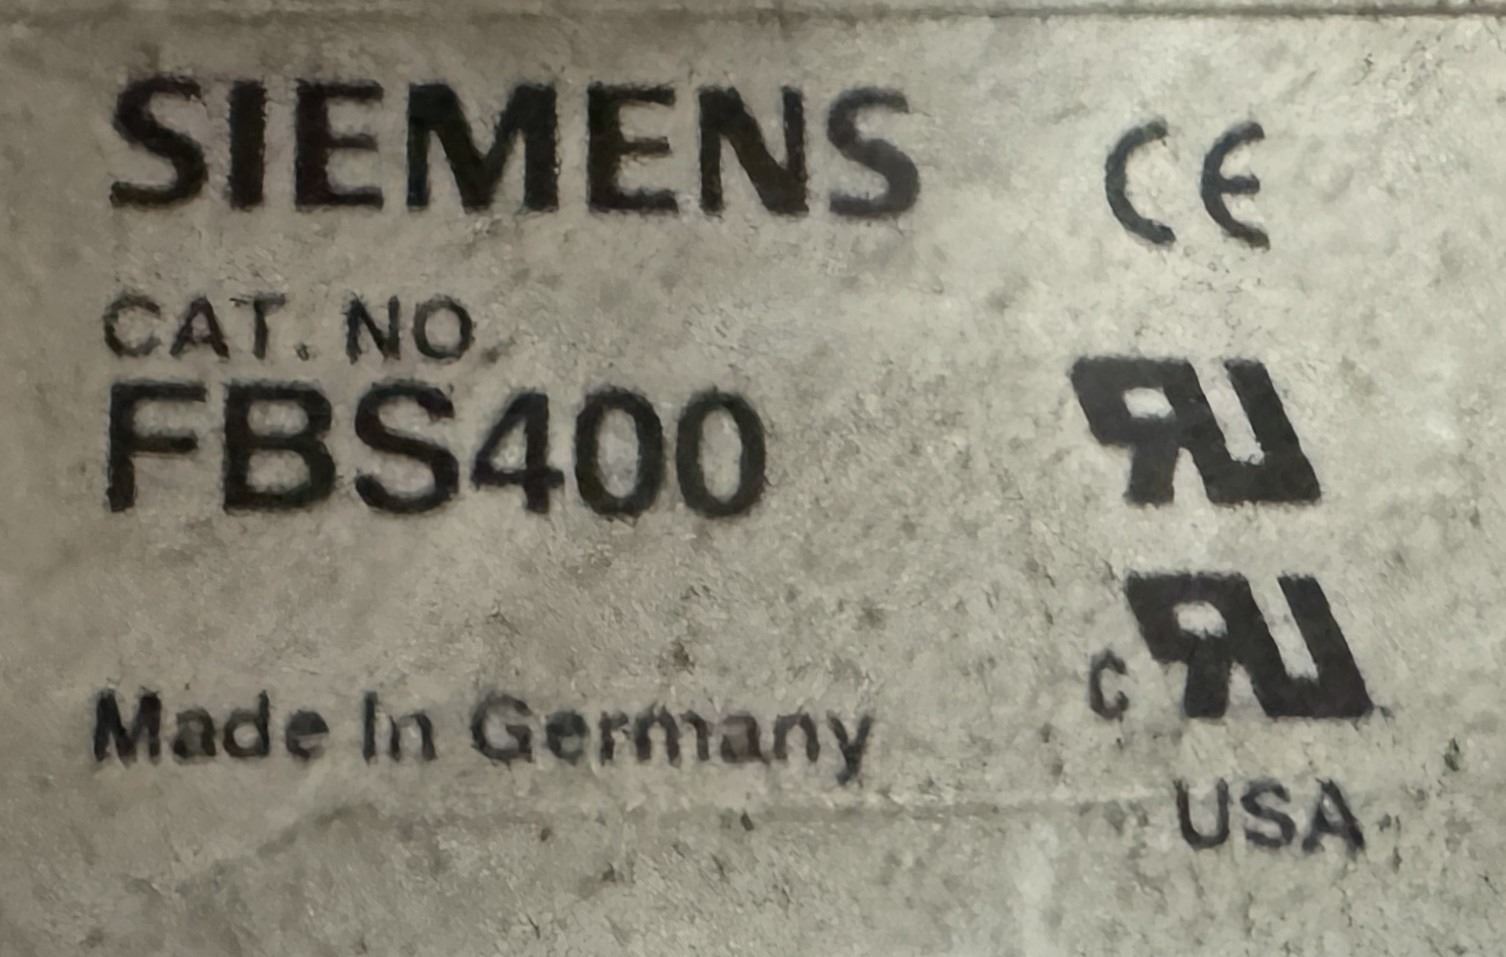 SIEMENS
CE
CAT. NO
FBS400
Made In Germany
c
USA